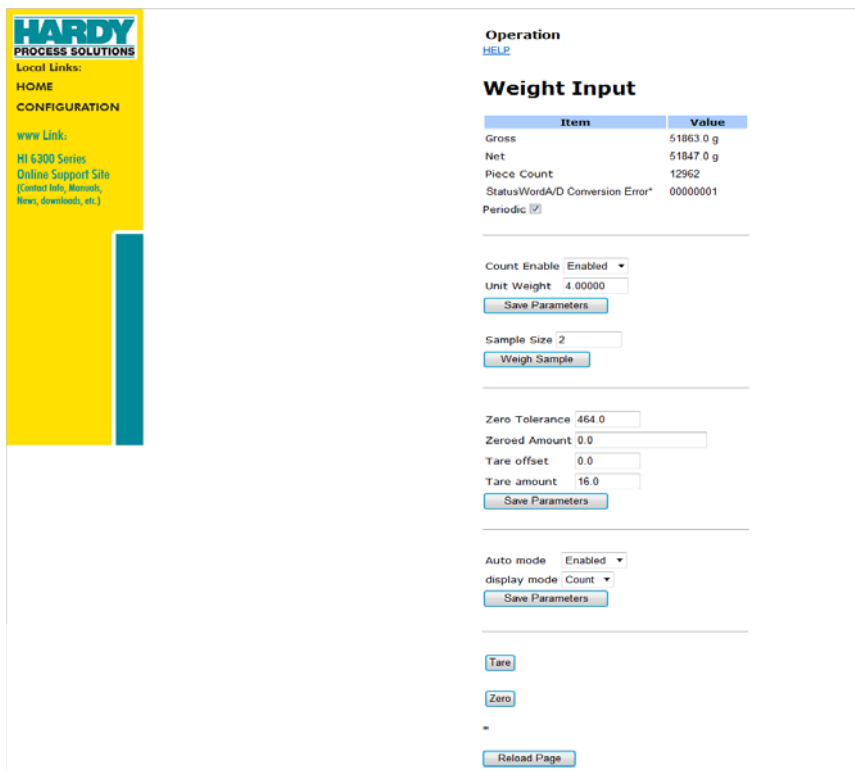 HARDY
PROCESS SOLUTIONS
Local Links:
HOME
CONFIGURATION
www Link:
HI 6300 Series
Online Support Site
(Contact Info, Manuals,
News, downloads, etc.)
Operation
HELP
Weight Input
Item Value
Gross 51863.0 g
Net 51847.0 g
Piece Count 12962
StatusWordA/D Conversion Error* 00000001
Periodic
Count Enable Enabled
Unit Weight 4.00000
Save Parameters
Sample Size 2
Weigh Sample
Zero Tolerance 464.0
Zeroed Amount 0.0
Tare offset 0.0
Tare amount 16.0
Save Parameters
Auto mode Enabled
display mode Count
Save Parameters
Tare
Zero
*
Reload Page